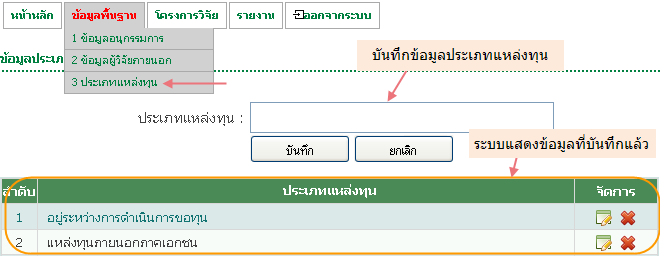 หน้าหลัก ข้อมูลพื้นฐาน โครงการวิจัย รายงาน ออกจากระบบ
1 ข้อมูลอนุกรรมการ
2 ข้อมูลผู้วิจัยภายนอก
3 ประเภทแหล่งทุน
ข้อมูลประเภ
บันทึกข้อมูลประเภทแหล่งทุน
ประเภทแหล่งทุน :
บันทึก ยกเลิก
ระบบแสดงข้อมูลที่บันทึกแล้ว
ลำดับ ประเภทแหล่งทุน จัดการ
1 อยู่ระหว่างการดำเนินการขอทุน
2 แหล่งทุนภายนอกภาคเอกชน